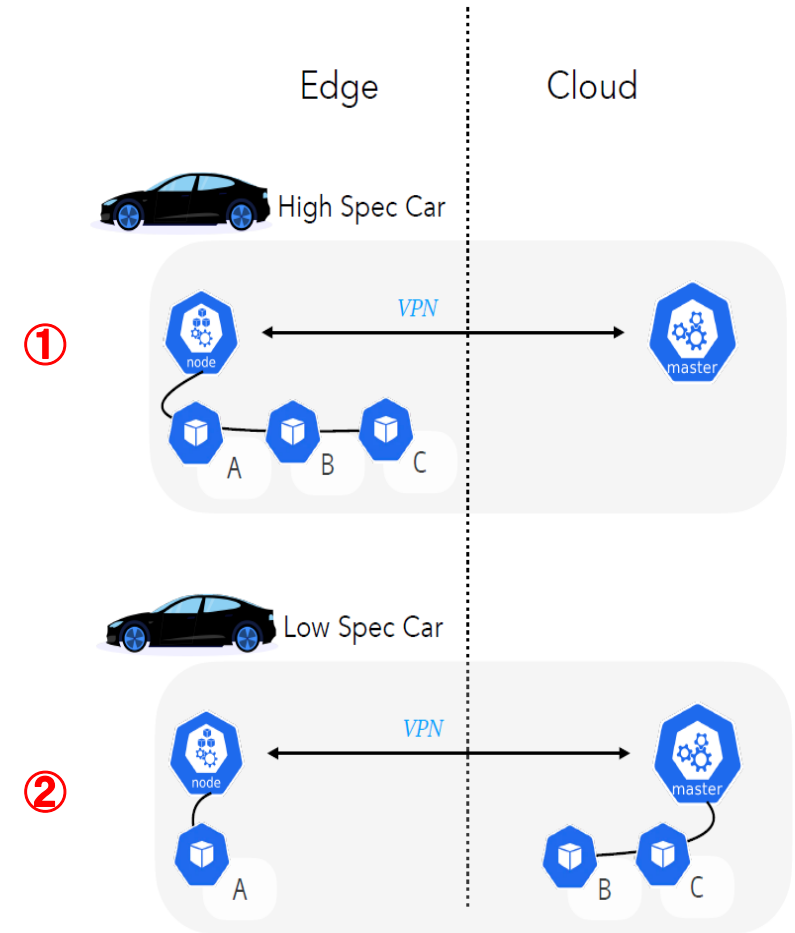 Edge
Cloud
High Spec Car
①
VPN
node
master
A
B
C
Low Spec Car
②
VPN
node
master
A
B
C